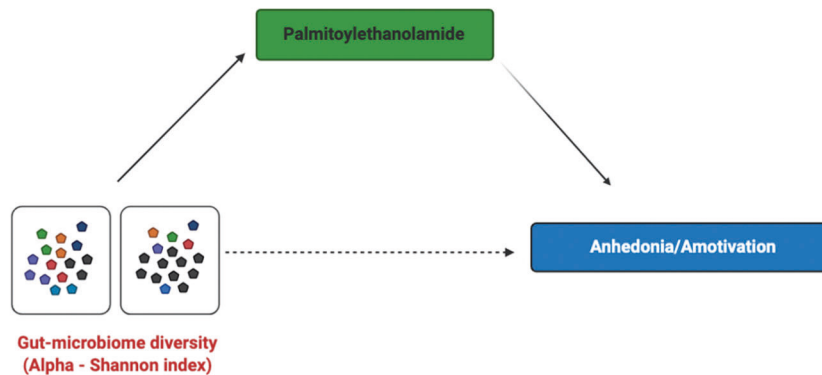 Palmitoylethanolamide
Anhedonia/Amotivation
Gut-microbiome diversity
(Alpha - Shannon index)